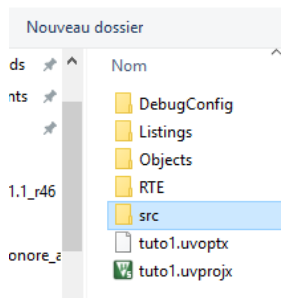 Nouveau dossier
ds
Nom
nts
DebugConfig
Listings
Objects
RTE
1.1_r46
src
tuto1.uvoptx
onore_a
tuto1.uvprojx